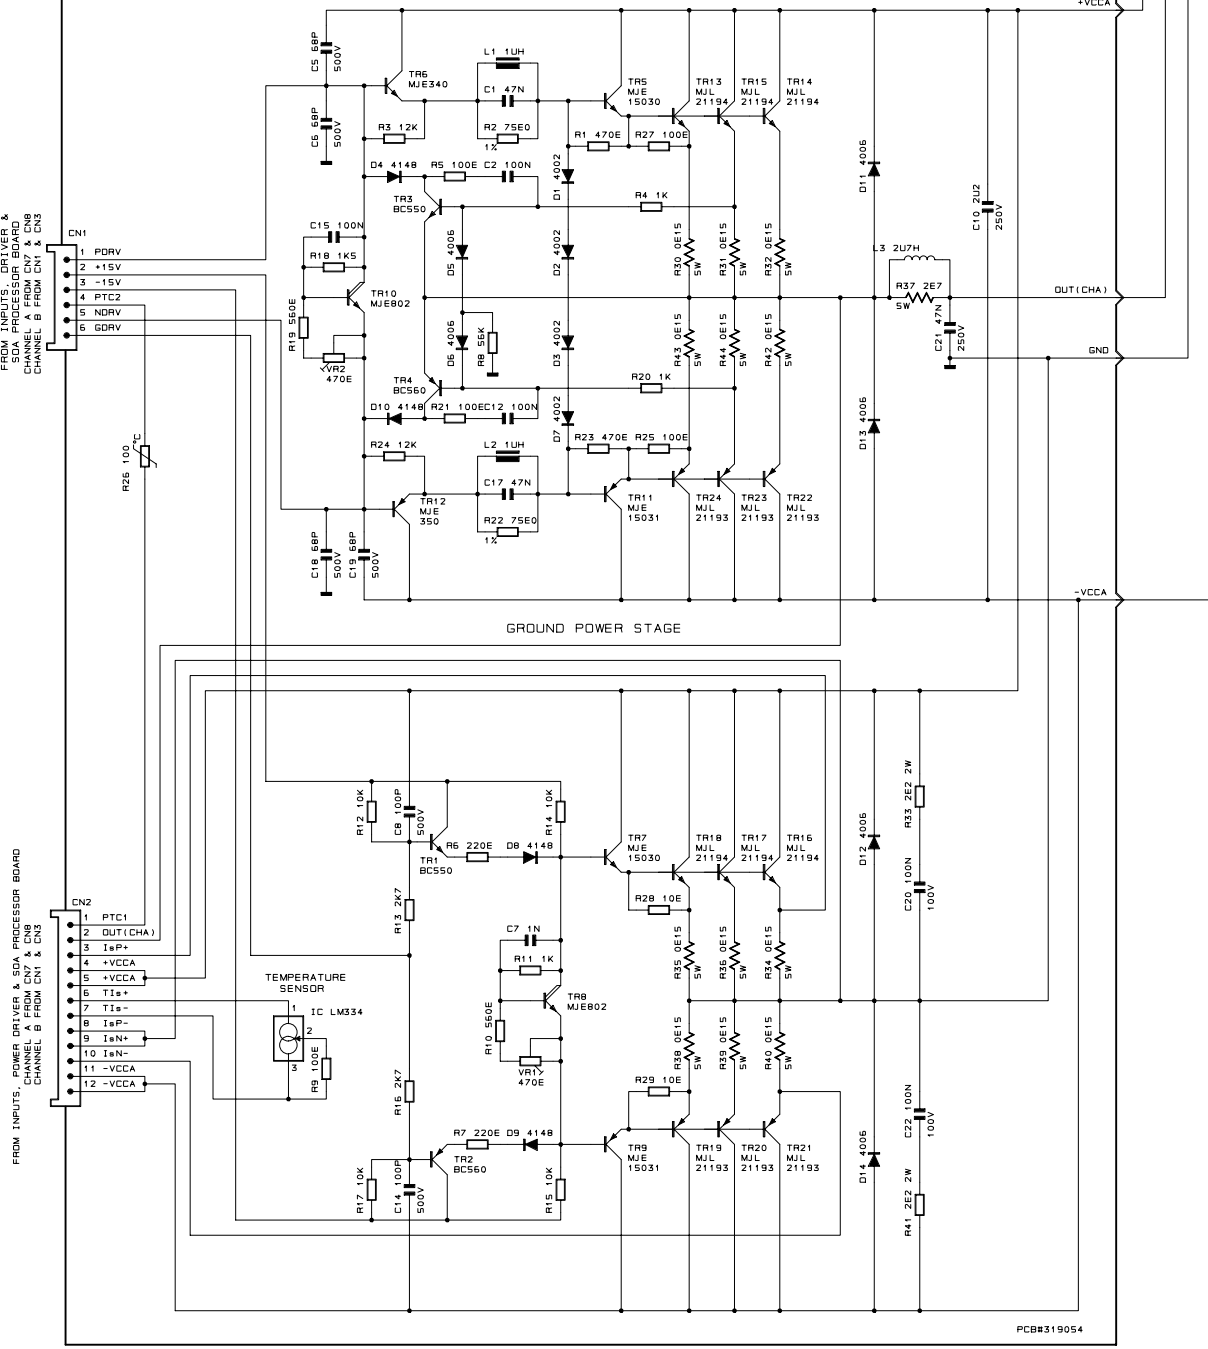 +VCCA
C5 68P
500V
TR6
MJE340
L1 1UH
C1 47N
R2 75E0
1%
TR5
MJE
15030
TR13
MJL
21194
TR15
MJL
21194
TR14
MJL
21194
C6 68P
500V
R3 12K
R1 470E
R27 100E
D4 4148
R5 100E
C2 100N
D1 4002
D11 4006
TR3
BC550
R4 1K
C10 2U2
250V
FROM INPUTS, DRIVER &
SOA PROCESSOR BOARD
CHANNEL A FROM CN7 & CN8
CHANNEL B FROM CN1 & CN3
CN1
1 PDRV
2 +15V
3 -15V
4 PTC2
5 NDRV
6 GDRV
C15 100N
R18 1K5
D5 4006
D2 4002
R30 0E15
5W
R31 0E15
5W
R32 0E15
5W
L3 2U7H
R37 2E7
5W
TR10
MJE802
OUT(CHA)
R19 560E
VR2
470E
D6 4006
R8 56K
D3 4002
R43 0E15
5W
R44 0E15
5W
R42 0E15
5W
C21 47N
250V
GND
TR4
BC560
R20 1K
D10 4148
R21 100E
C12 100N
D7 4002
D13 4006
R26 100°C
R24 12K
L2 1UH
R23 470E
R25 100E
C17 47N
R22 75E0
1%
TR12
MJE
350
TR11
MJE
15031
TR24
MJL
21193
TR23
MJL
21193
TR22
MJL
21193
C18 68P
500V
C19 68P
500V
-VCCA
GROUND POWER STAGE
R12 10K
C8 100P
500V
R14 10K
R33 2E2 2W
TR1
BC550
R6 220E
D8 4148
TR7
MJE
15030
TR18
MJL
21194
TR17
MJL
21194
TR16
MJL
21194
D12 4006
R13 2K7
R28 10E
C20 100N
100V
FROM INPUTS, POWER DRIVER & SOA PROCESSOR BOARD
CHANNEL A FROM CN7 & CN8
CHANNEL B FROM CN1 & CN3
CN2
1 PTC1
2 OUT(CHA)
3 IsP+
4 +VCCA
5 +VCCA
6 TIs+
7 TIs-
8 IsP-
9 IsN+
10 IsN-
11 -VCCA
12 -VCCA
C7 1N
R11 1K
R35 0E15
5W
R36 0E15
5W
R34 0E15
5W
TEMPERATURE
SENSOR
IC LM334
1
2
3
R9 100E
TR8
MJE802
R10 560E
VR1
470E
R38 0E15
5W
R39 0E15
5W
R40 0E15
5W
R16 2K7
R29 10E
C22 100N
100V
R7 220E
D9 4148
TR2
BC560
TR9
MJE
15031
TR19
MJL
21193
TR20
MJL
21193
TR21
MJL
21193
D14 4006
R17 10K
C14 100P
500V
R15 10K
R41 2E2 2W
PCB#319054